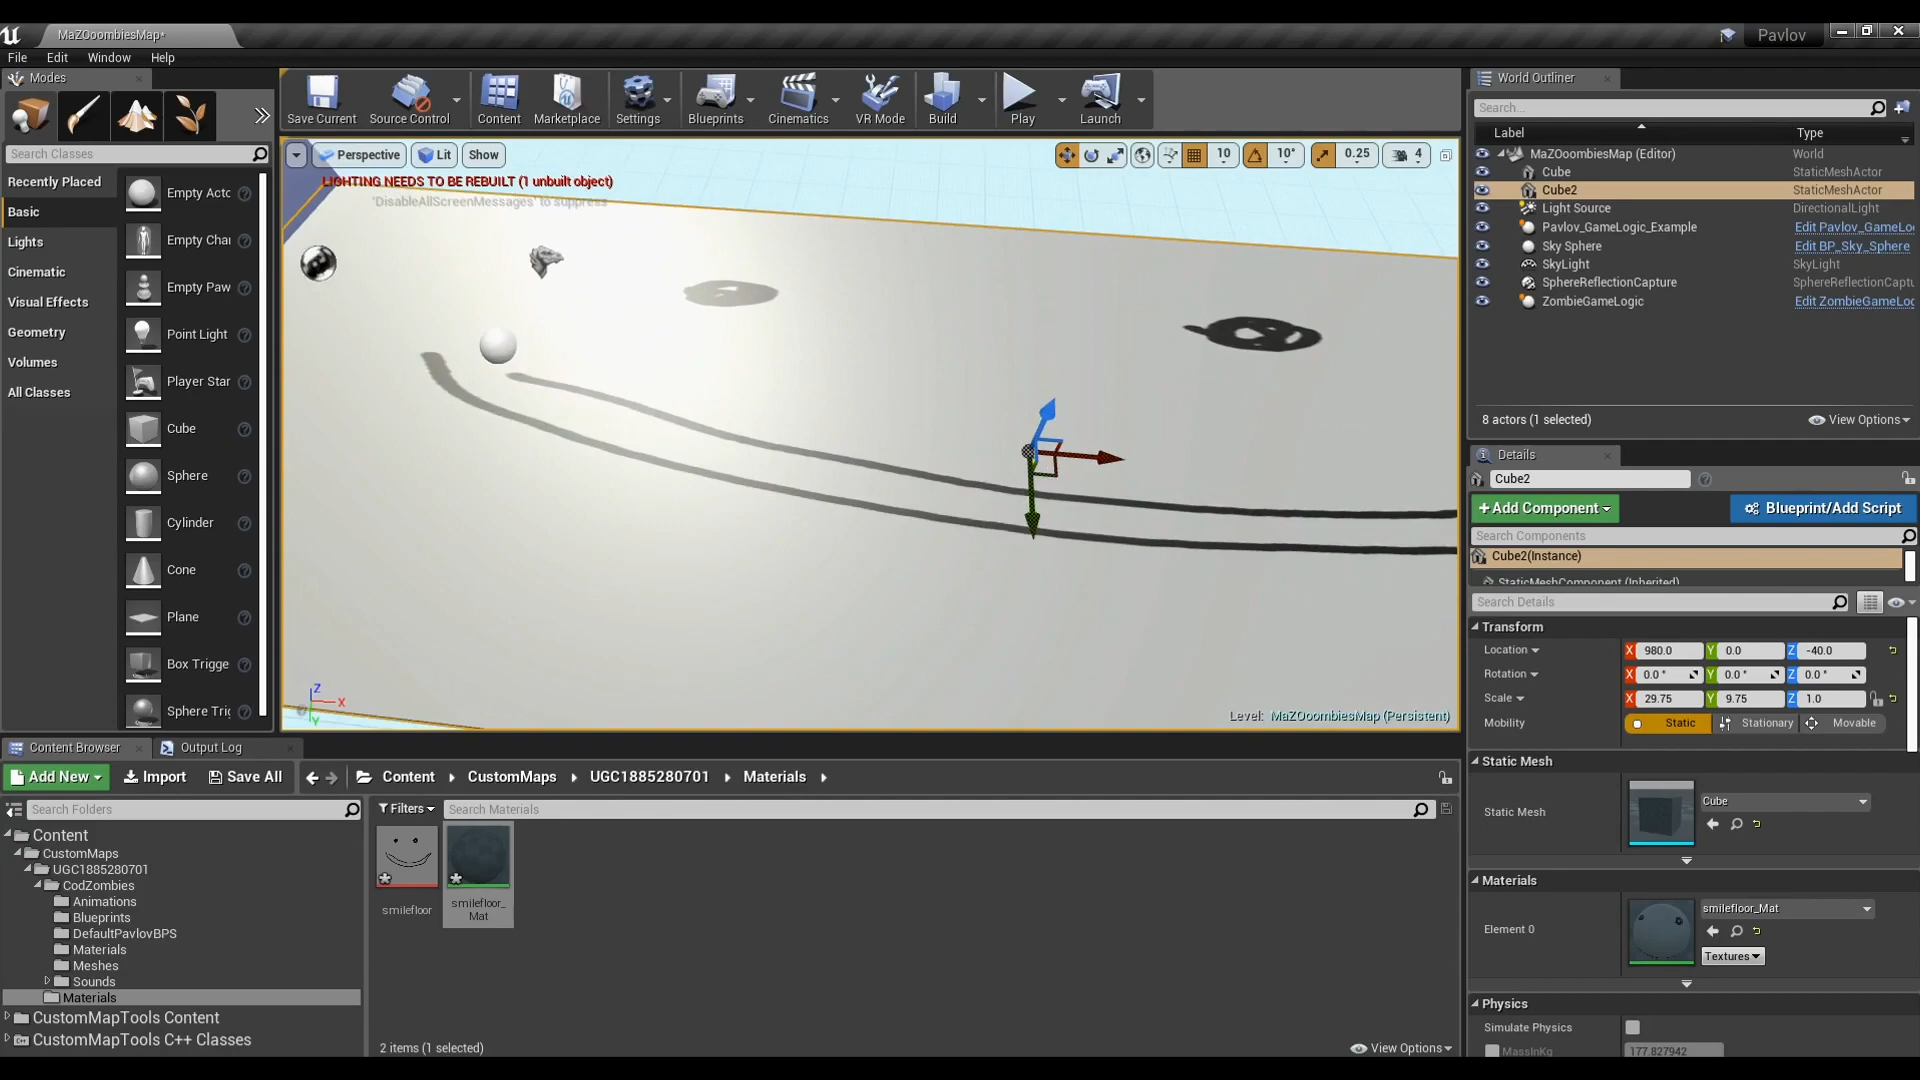 MaZOoombiesMap*
Pavlov
File Edit Window Help
Modes
Save Current
Source Control
Content
Marketplace
Settings
Blueprints
Cinematics
VR Mode
Build
Play
Launch
Search Classes
Recently Placed
Basic
Lights
Cinematic
Visual Effects
Geometry
Volumes
All Classes
Empty Actc
Empty Cha
Empty Paw
Point Light
Player Star
Cube
Sphere
Cylinder
Cone
Plane
Box Trigge
Sphere Trig
Perspective
Lit
Show
10
10°
0.25
4
LIGHTING NEEDS TO BE REBUILT (1 unbuilt object)
'DisableAllScreenMessages' to suppress
Z
X
Y
Level: MaZOoombiesMap (Persistent)
World Outliner
Search...
Label Type
MaZOoombiesMap (Editor) World
Cube StaticMeshActor
Cube2 StaticMeshActor
Light Source DirectionalLight
Pavlov_GameLogic_Example Edit Pavlov_GameLo
Sky Sphere Edit BP_Sky_Sphere
SkyLight SkyLight
SphereReflectionCapture SphereReflectionCaptu
ZombieGameLogic Edit ZombieGameLog
8 actors (1 selected)
View Options
Details
Cube2
+Add Component
Blueprint/Add Script
Search Components
Cube2(Instance)
StaticMeshComponent (Inherited)
Search Details
Transform
Location X 980.0 Y 0.0 Z -40.0
Rotation X 0.0 ° Y 0.0 ° Z 0.0 °
Scale X 29.75 Y 9.75 Z 1.0
Mobility Static Stationary Movable
Static Mesh
Static Mesh Cube
Materials
Element 0 smilefloor_Mat
Textures
Physics
Simulate Physics
MassInKg 177.827942
Content Browser
Output Log
Add New
Import
Save All
Content CustomMaps UGC1885280701 Materials
Search Folders
Filters
Search Materials
Content
CustomMaps
UGC1885280701
CodZombies
Animations
Blueprints
DefaultPavlovBPS
Materials
Meshes
Sounds
Materials
CustomMapTools Content
CustomMapTools C++ Classes
smilefloor
smilefloor_
Mat
2 items (1 selected)
View Options